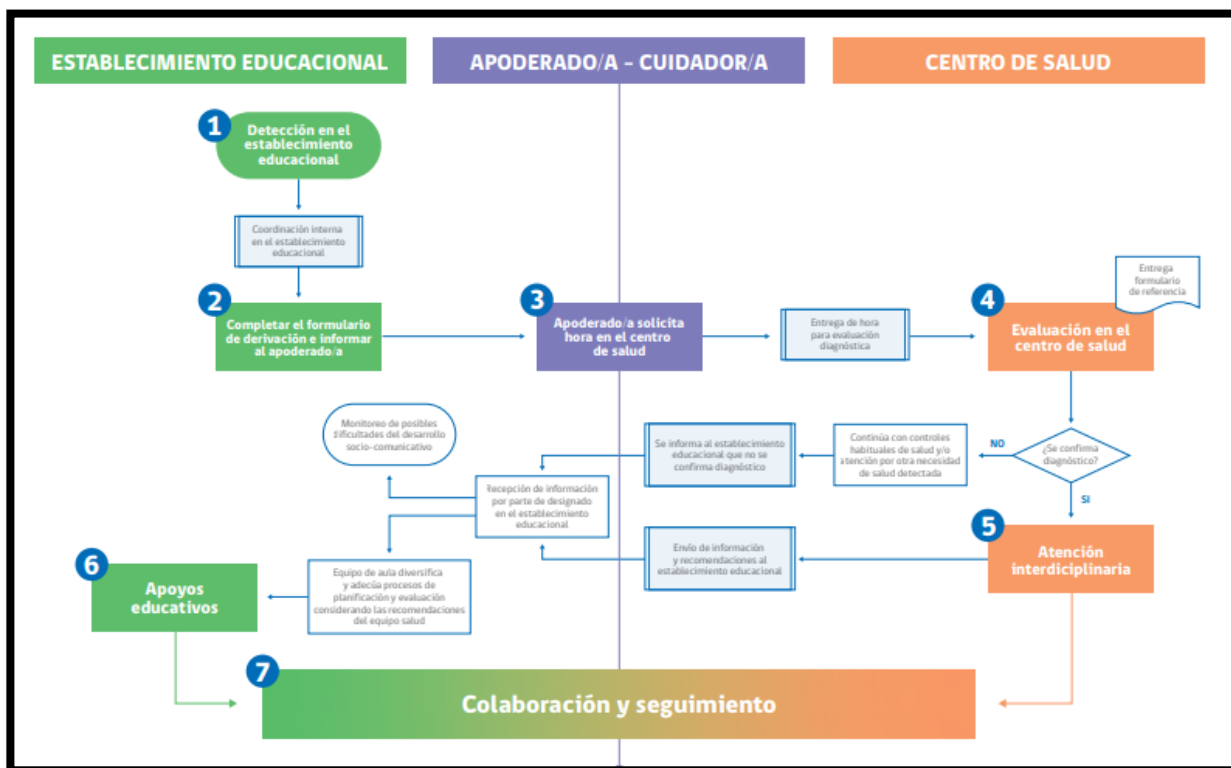 ESTABLECIMIENTO EDUCACIONAL
APODERADO/A – CUIDADOR/A
CENTRO DE SALUD
1
Detección en el
establecimiento
educacional
Coordinación interna
en el establecimiento
educacional
2
Completar el formulario
de derivación e informar
al apoderado/a
3
Apoderado/a solicita
hora en el centro
de salud
Entrega de hora
para evaluación
diagnóstica
Entrega
formulario
de referencia
4
Evaluación en el
centro de salud
¿Se confirma
diagnóstico?
NO
SI
Continúa con controles
habituales de salud y/o
atención por otra necesidad
de salud detectada
Se informa al establecimiento
educacional que no se
confirma diagnóstico
Monitoreo de posibles
dificultades del desarrollo
socio-comunicativo
Recepción de información
por parte de designado
en el establecimiento
educacional
5
Atención
interdiciplinaria
Envío de información
y recomendaciones al
establecimiento educacional
Equipo de aula diversifica
y adecúa procesos de
planificación y evaluación
considerando las recomendaciones
del equipo salud
6
Apoyos
educativos
7
Colaboración y seguimiento